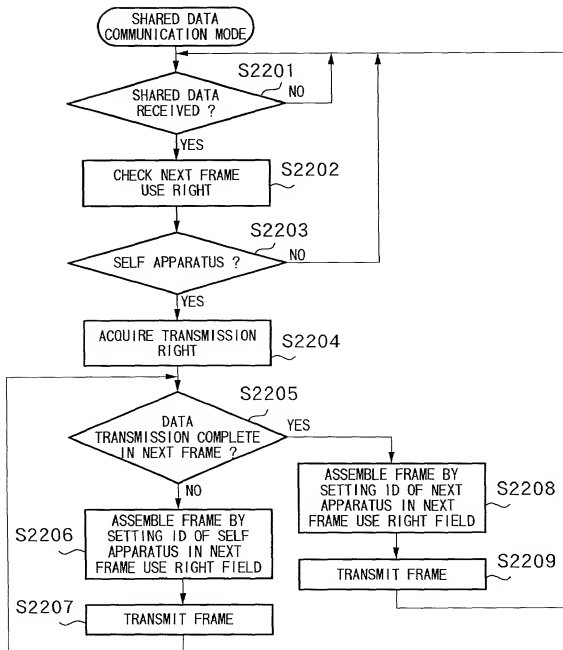 SHARED DATA
COMMUNICATION MODE
S2201
SHARED DATA
RECEIVED ?
NO
YES
S2202
CHECK NEXT FRAME
USE RIGHT
S2203
SELF APPARATUS ?
NO
YES
ACQUIRE TRANSMISSION
RIGHT
S2204
S2205
DATA
TRANSMISSION COMPLETE
IN NEXT FRAME ?
YES
NO
S2206
ASSEMBLE FRAME BY
SETTING ID OF SELF
APPARATUS IN NEXT
FRAME USE RIGHT FIELD
S2207
TRANSMIT FRAME
ASSEMBLE FRAME BY
SETTING ID OF NEXT
APPARATUS IN NEXT
FRAME USE RIGHT FIELD
S2208
TRANSMIT FRAME
S2209